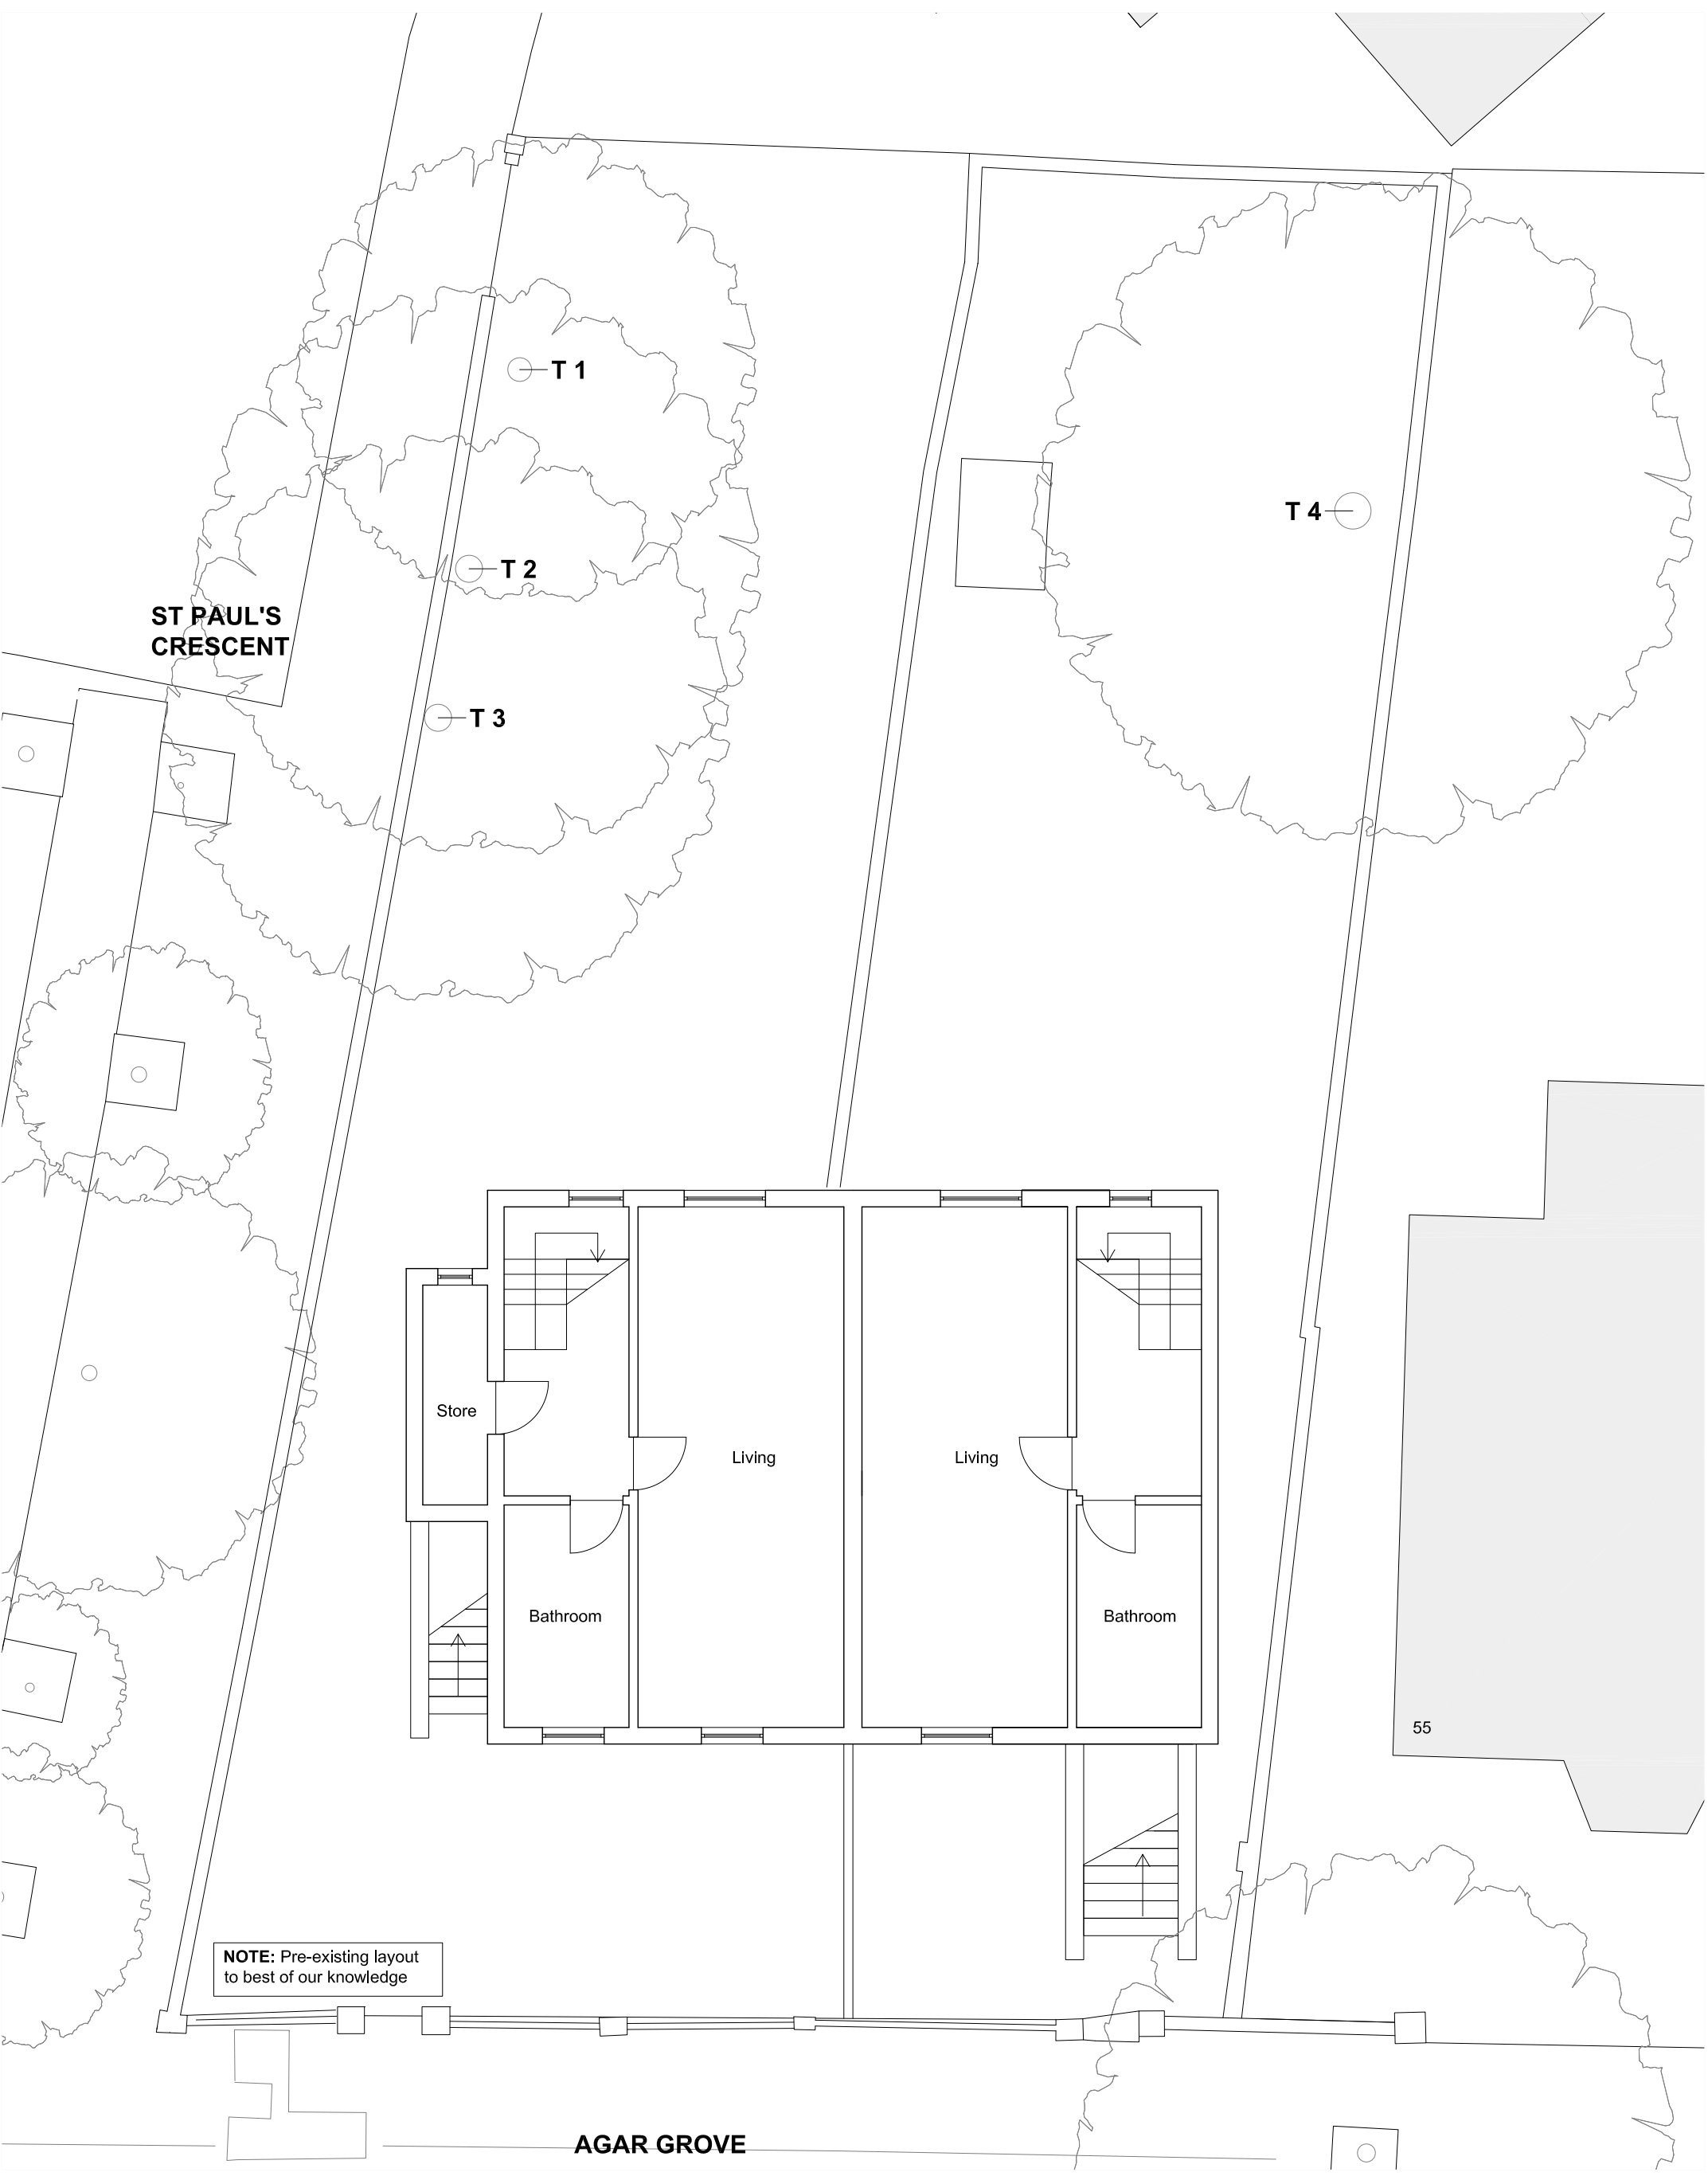 T 1
T 4
T 2
ST PAUL'S
CRESCENT
T 3
Store
Living
Living
Bathroom
Bathroom
55
NOTE: Pre-existing layout
to best of our knowledge
AGAR GROVE